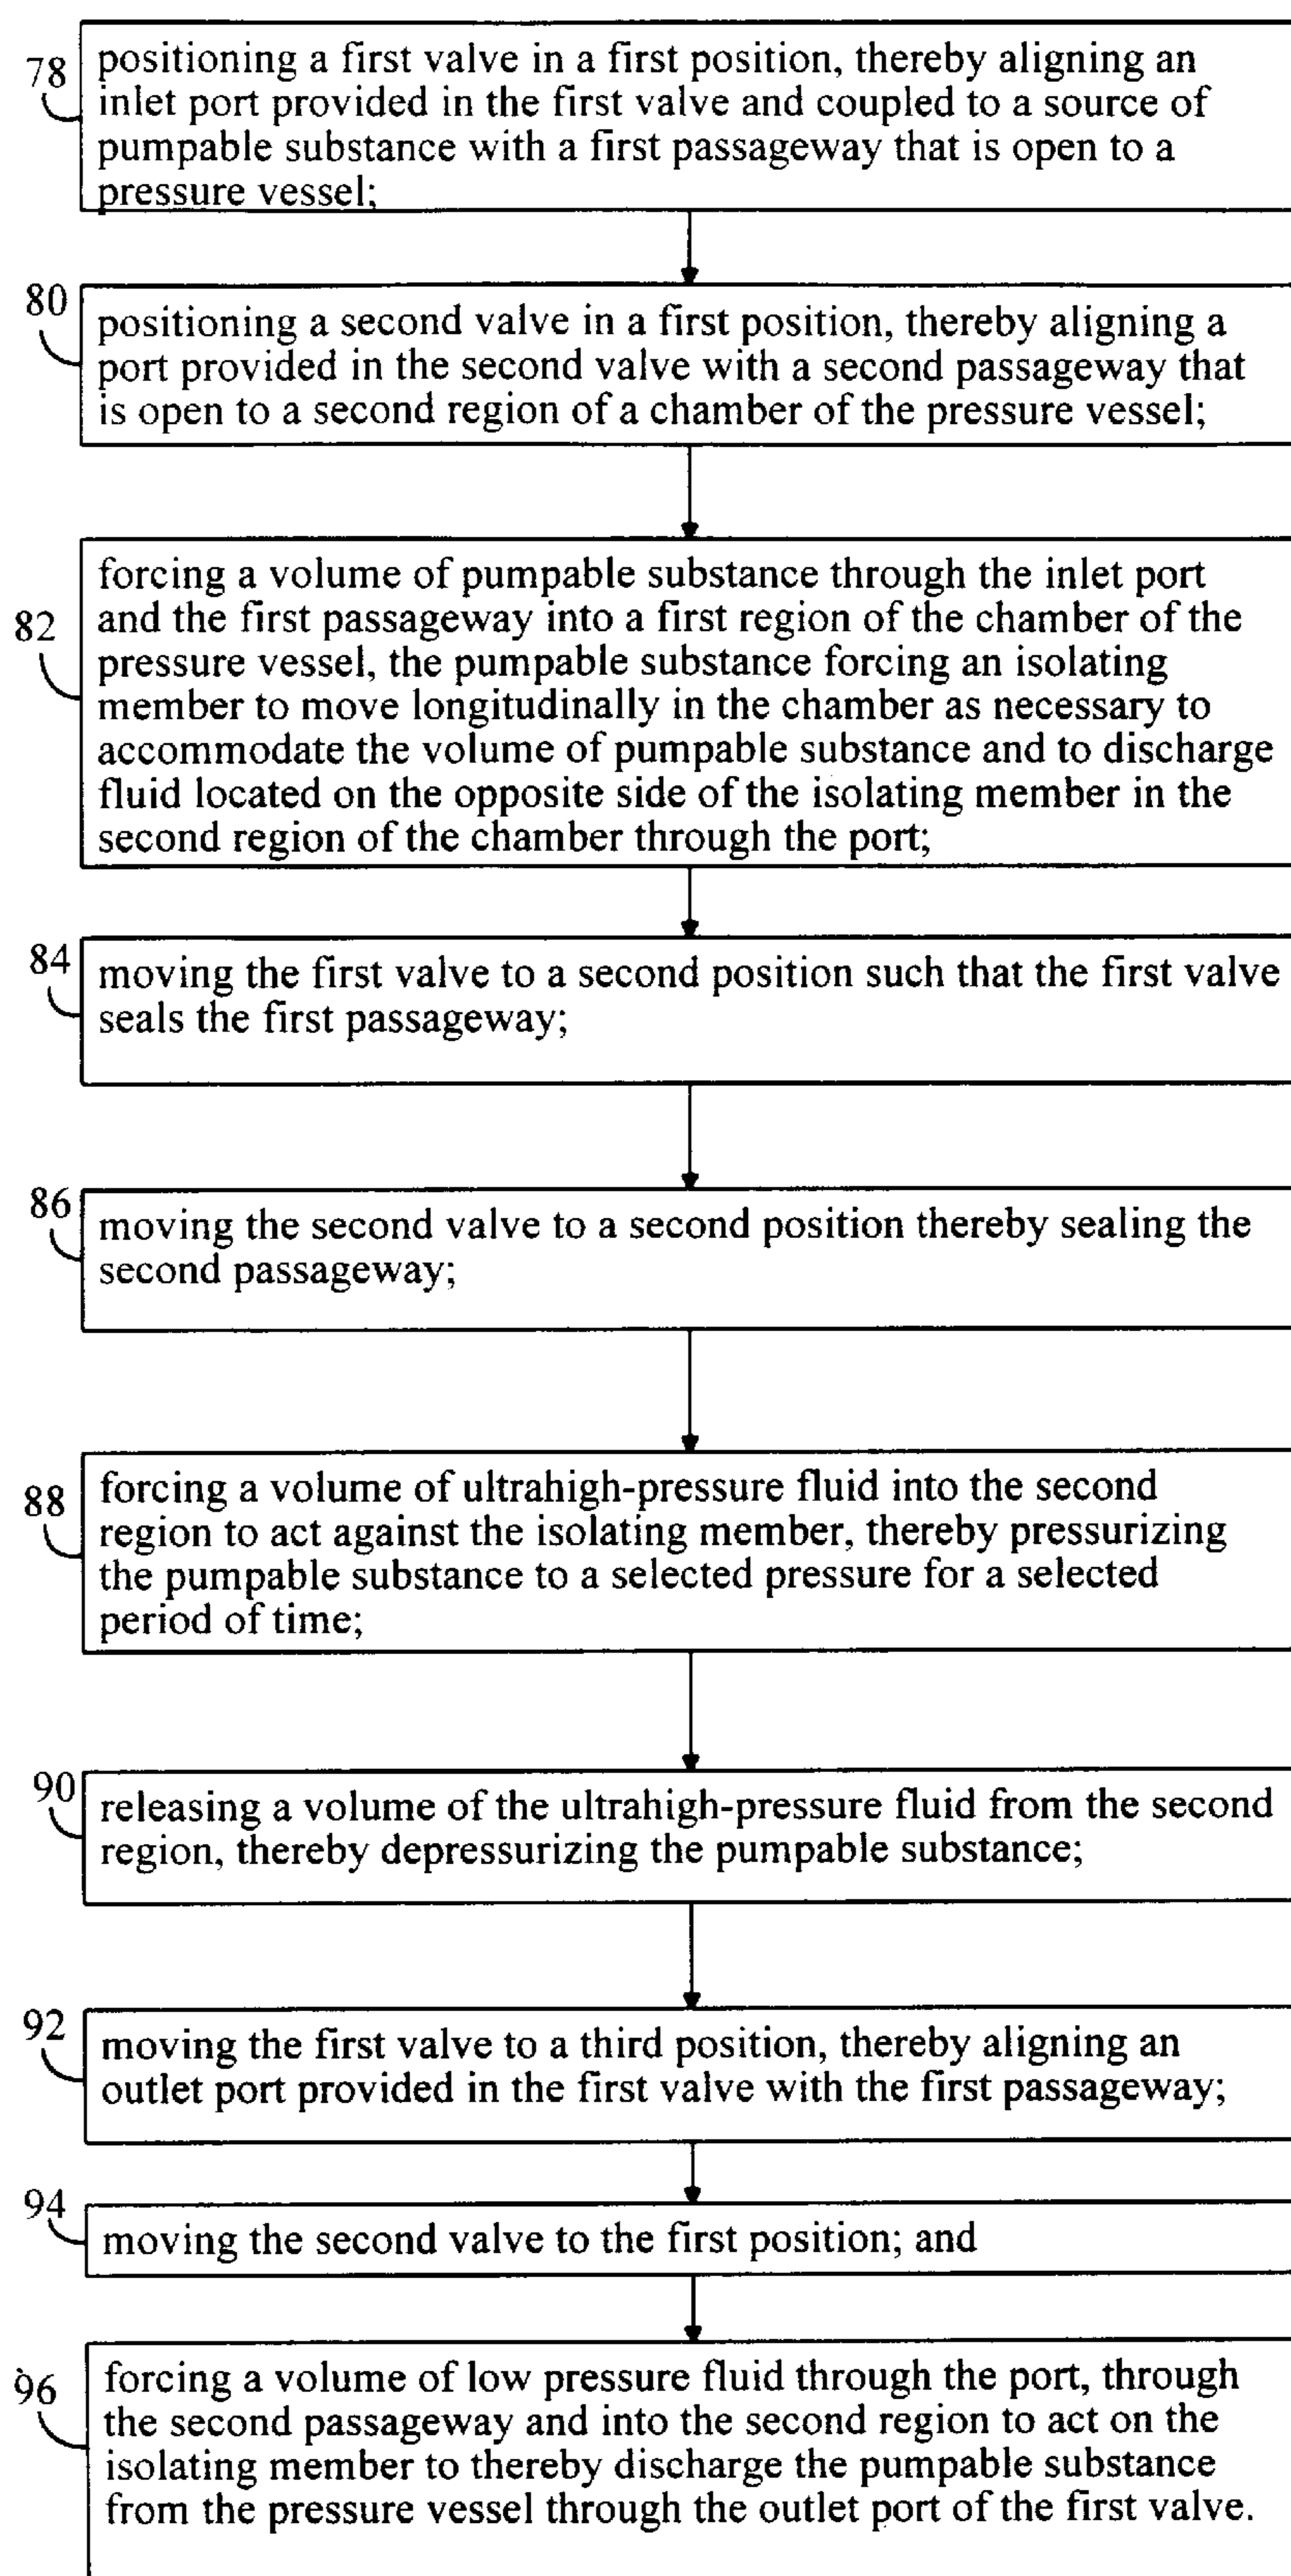 78
positioning a first valve in a first position, thereby aligning an
inlet port provided in the first valve and coupled to a source of
pumpable substance with a first passageway that is open to a
pressure vessel;
80
positioning a second valve in a first position, thereby aligning a
port provided in the second valve with a second passageway that
is open to a second region of a chamber of the pressure vessel;
82
forcing a volume of pumpable substance through the inlet port
and the first passageway into a first region of the chamber of the
pressure vessel, the pumpable substance forcing an isolating
member to move longitudinally in the chamber as necessary to
accommodate the volume of pumpable substance and to discharge
fluid located on the opposite side of the isolating member in the
second region of the chamber through the port;
84
moving the first valve to a second position such that the first valve
seals the first passageway;
86
moving the second valve to a second position thereby sealing the
second passageway;
88
forcing a volume of ultrahigh-pressure fluid into the second
region to act against the isolating member, thereby pressurizing
the pumpable substance to a selected pressure for a selected
period of time;
90
releasing a volume of the ultrahigh-pressure fluid from the second
region, thereby depressurizing the pumpable substance;
92
moving the first valve to a third position, thereby aligning an
outlet port provided in the first valve with the first passageway;
94
moving the second valve to the first position; and
96
forcing a volume of low pressure fluid through the port, through
the second passageway and into the second region to act on the
isolating member to thereby discharge the pumpable substance
from the pressure vessel through the outlet port of the first valve.